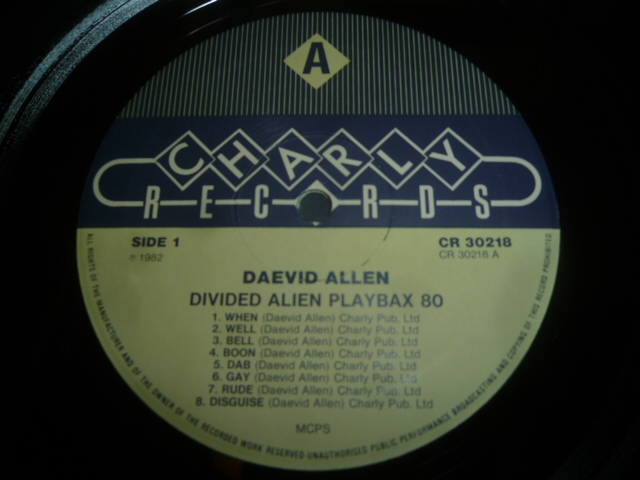 A
CHARLY
RECORDS
SIDE 1
℗ 1982
CR 30218
CR 30218 A
DAEVID ALLEN
DIVIDED ALIEN PLAYBAX 80
1. WHEN (Daevid Allen) Charly Pub. Ltd
2. WELL (Daevid Allen) Charly Pub. Ltd
3. BELL (Daevid Allen) Charly Pub. Ltd
4. BOON (Daevid Allen) Charly Pub. Ltd
5. DAB (Daevid Allen) Charly Pub. Ltd
6. GAY (Daevid Allen) Charly Pub. Ltd
7. RUDE (Daevid Allen) Charly Pub. Ltd
8. DISGUISE (Daevid Allen) Charly Pub. Ltd
MCPS
ALL RIGHTS OF THE MANUFACTURER AND OF THE OWNER OF THE RECORDED WORK RESERVED-UNAUTHORISED PUBLIC PERFORMANCE BROADCASTING AND COPYING OF THIS RECORD PROHIBITED